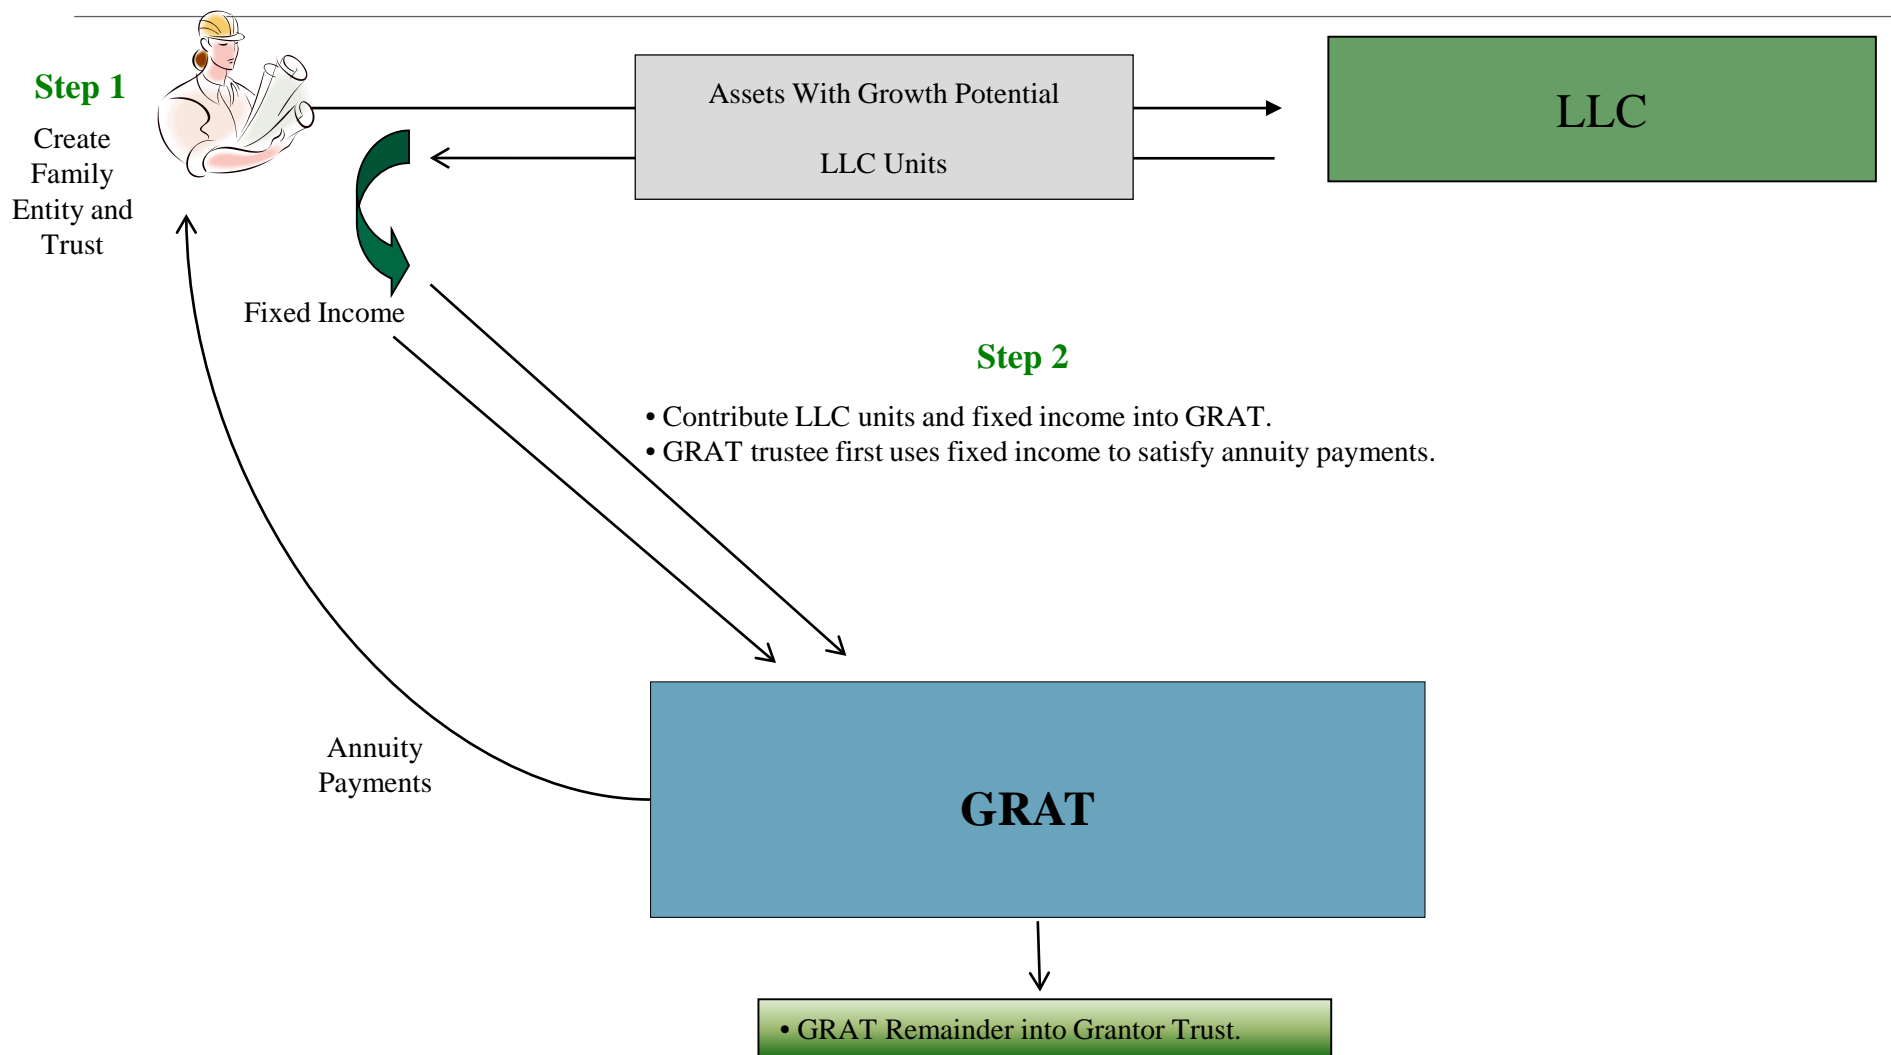 Step 1
Create
Family
Entity and
Trust
Assets With Growth Potential
LLC Units
LLC
Fixed Income
Step 2
• Contribute LLC units and fixed income into GRAT.
• GRAT trustee first uses fixed income to satisfy annuity payments.
Annuity
Payments
GRAT
• GRAT Remainder into Grantor Trust.